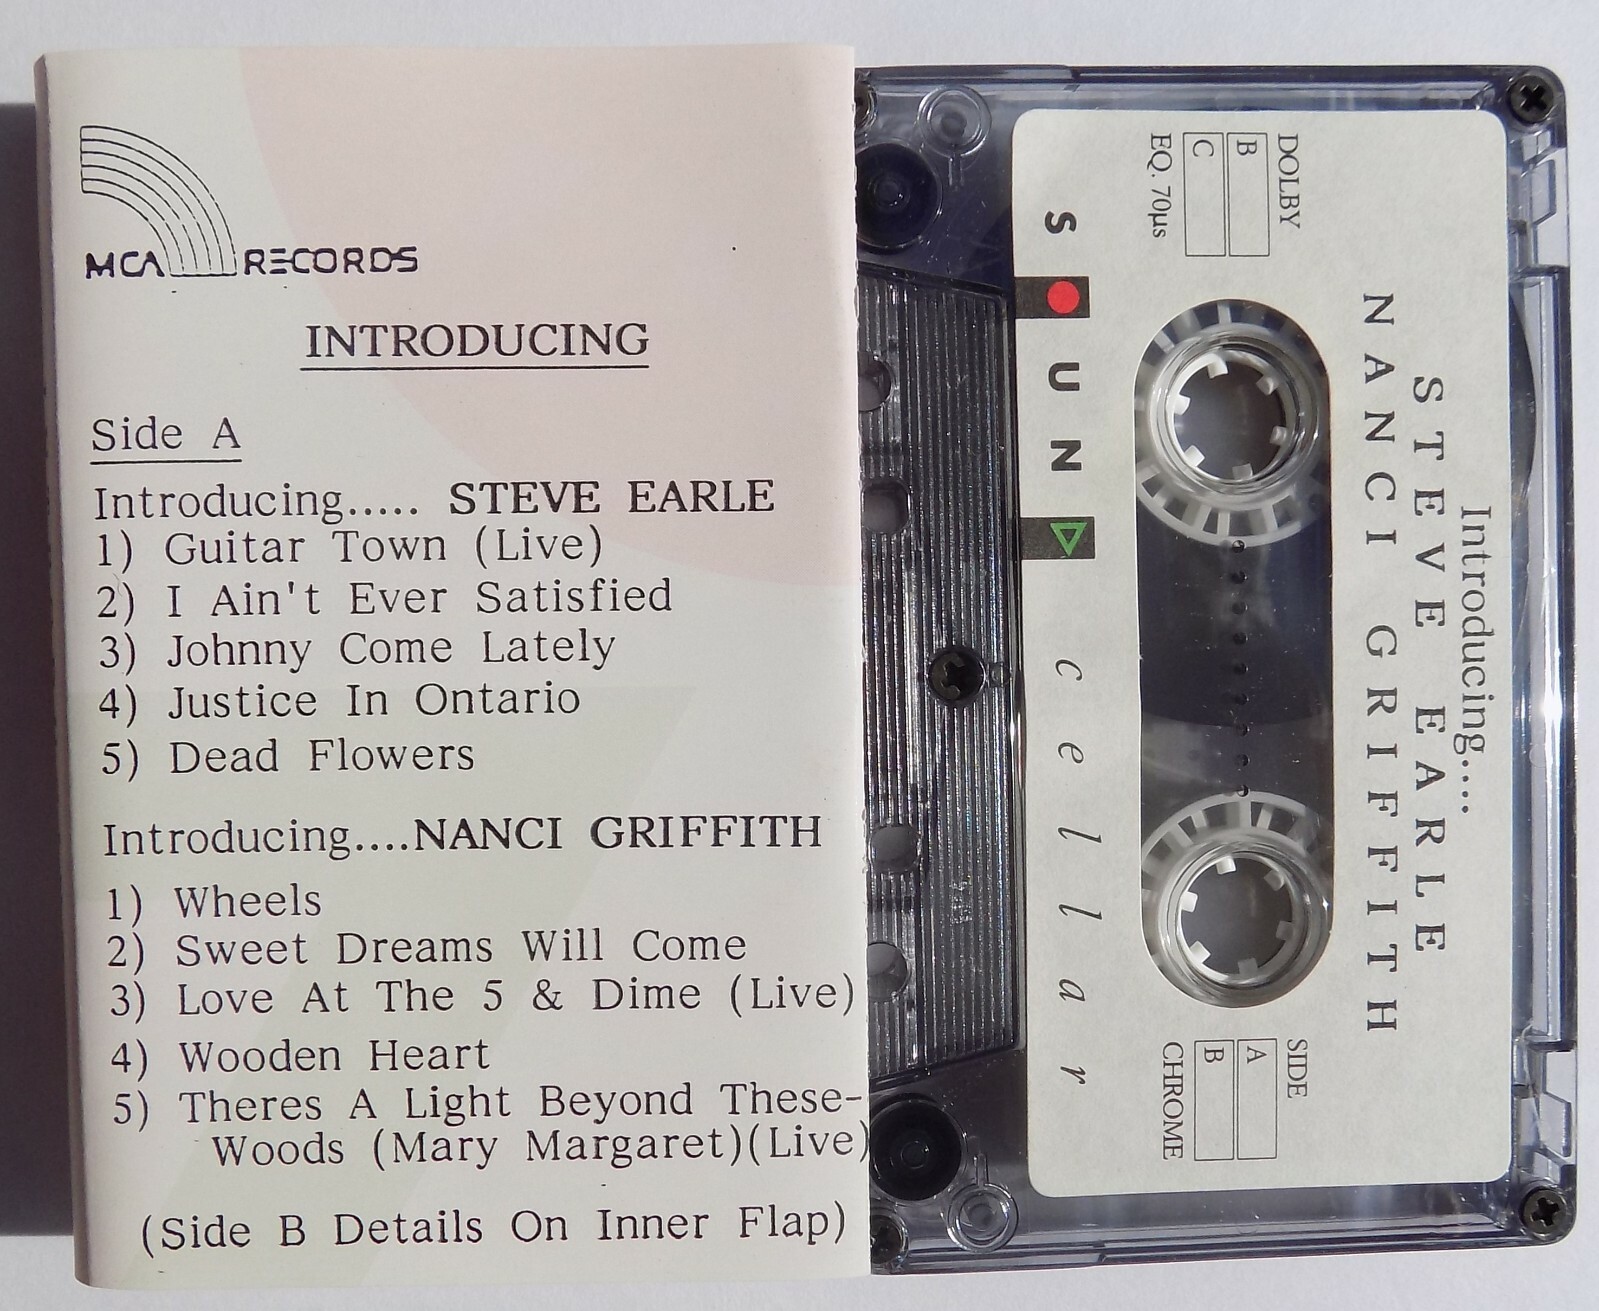 MCA RECORDS
INTRODUCING
Side A
Introducing..... STEVE EARLE
1) Guitar Town (Live)
2) I Ain't Ever Satisfied
3) Johnny Come Lately
4) Justice In Ontario
5) Dead Flowers
Introducing....NANCI GRIFFITH
1) Wheels
2) Sweet Dreams Will Come
3) Love At The 5 & Dime (Live)
4) Wooden Heart
5) Theres A Light Beyond These-
Woods (Mary Margaret)(Live)
(Side B Details On Inner Flap)
Introducing....
STEVE EARLE
NANCI GRIFFITH
DOLBY
B
C
EQ. 70µs
SIDE
A
B
CHROME
SUN cellar